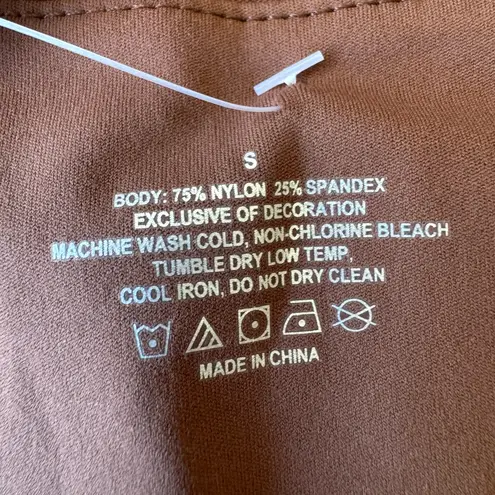 S
BODY: 75% NYLON 25% SPANDEX
EXCLUSIVE OF DECORATION
MACHINE WASH COLD, NON-CHLORINE BLEACH
TUMBLE DRY LOW TEMP,
COOL IRON, DO NOT DRY CLEAN
MADE IN CHINA